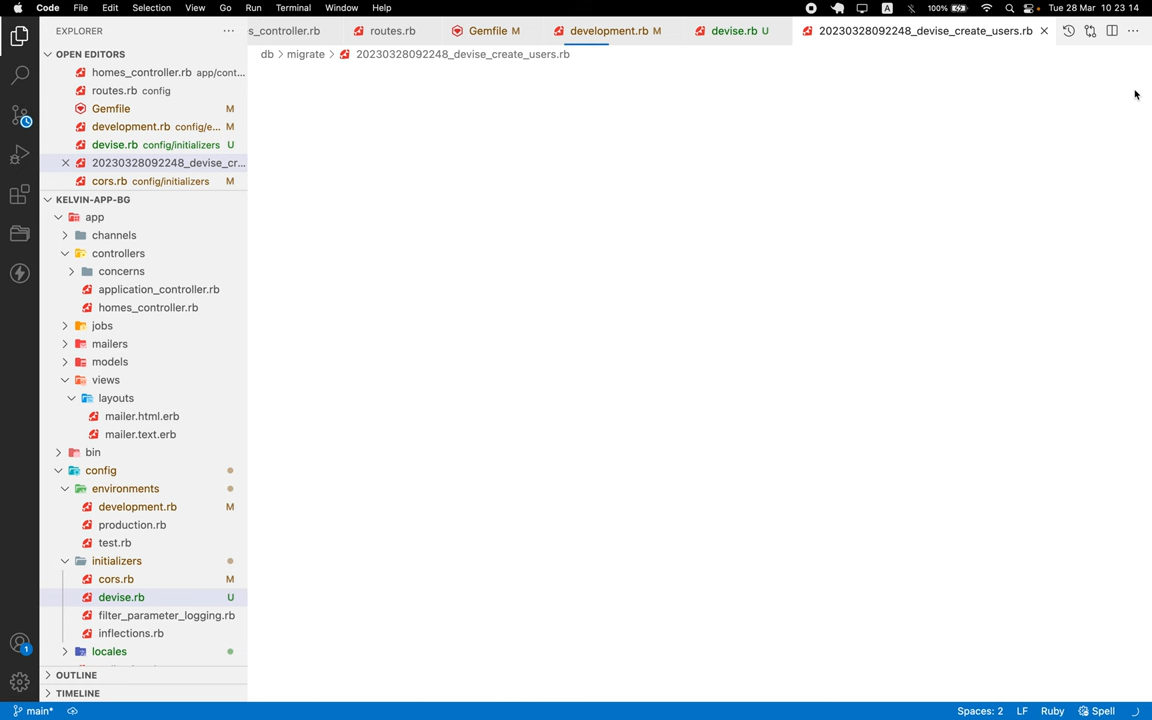 Code File Edit Selection View Go Run Terminal Window Help A 100% Tue 28 Mar 10 23 14
EXPLORER
s_controller.rb routes.rb Gemfile M development.rb M devise.rb U 20230328092248_devise_create_users.rb
db > migrate > 20230328092248_devise_create_users.rb
OPEN EDITORS
homes_controller.rb app/cont...
routes.rb config
Gemfile M
development.rb config/e... M
devise.rb config/initializers U
20230328092248_devise_cr...
cors.rb config/initializers M
KELVIN-APP-BG
app
channels
controllers
concerns
application_controller.rb
homes_controller.rb
jobs
mailers
models
views
layouts
mailer.html.erb
mailer.text.erb
bin
config
environments
development.rb M
production.rb
test.rb
initializers
cors.rb M
devise.rb U
filter_parameter_logging.rb
inflections.rb
locales
1
OUTLINE
TIMELINE
main* Spaces: 2 LF Ruby Spell